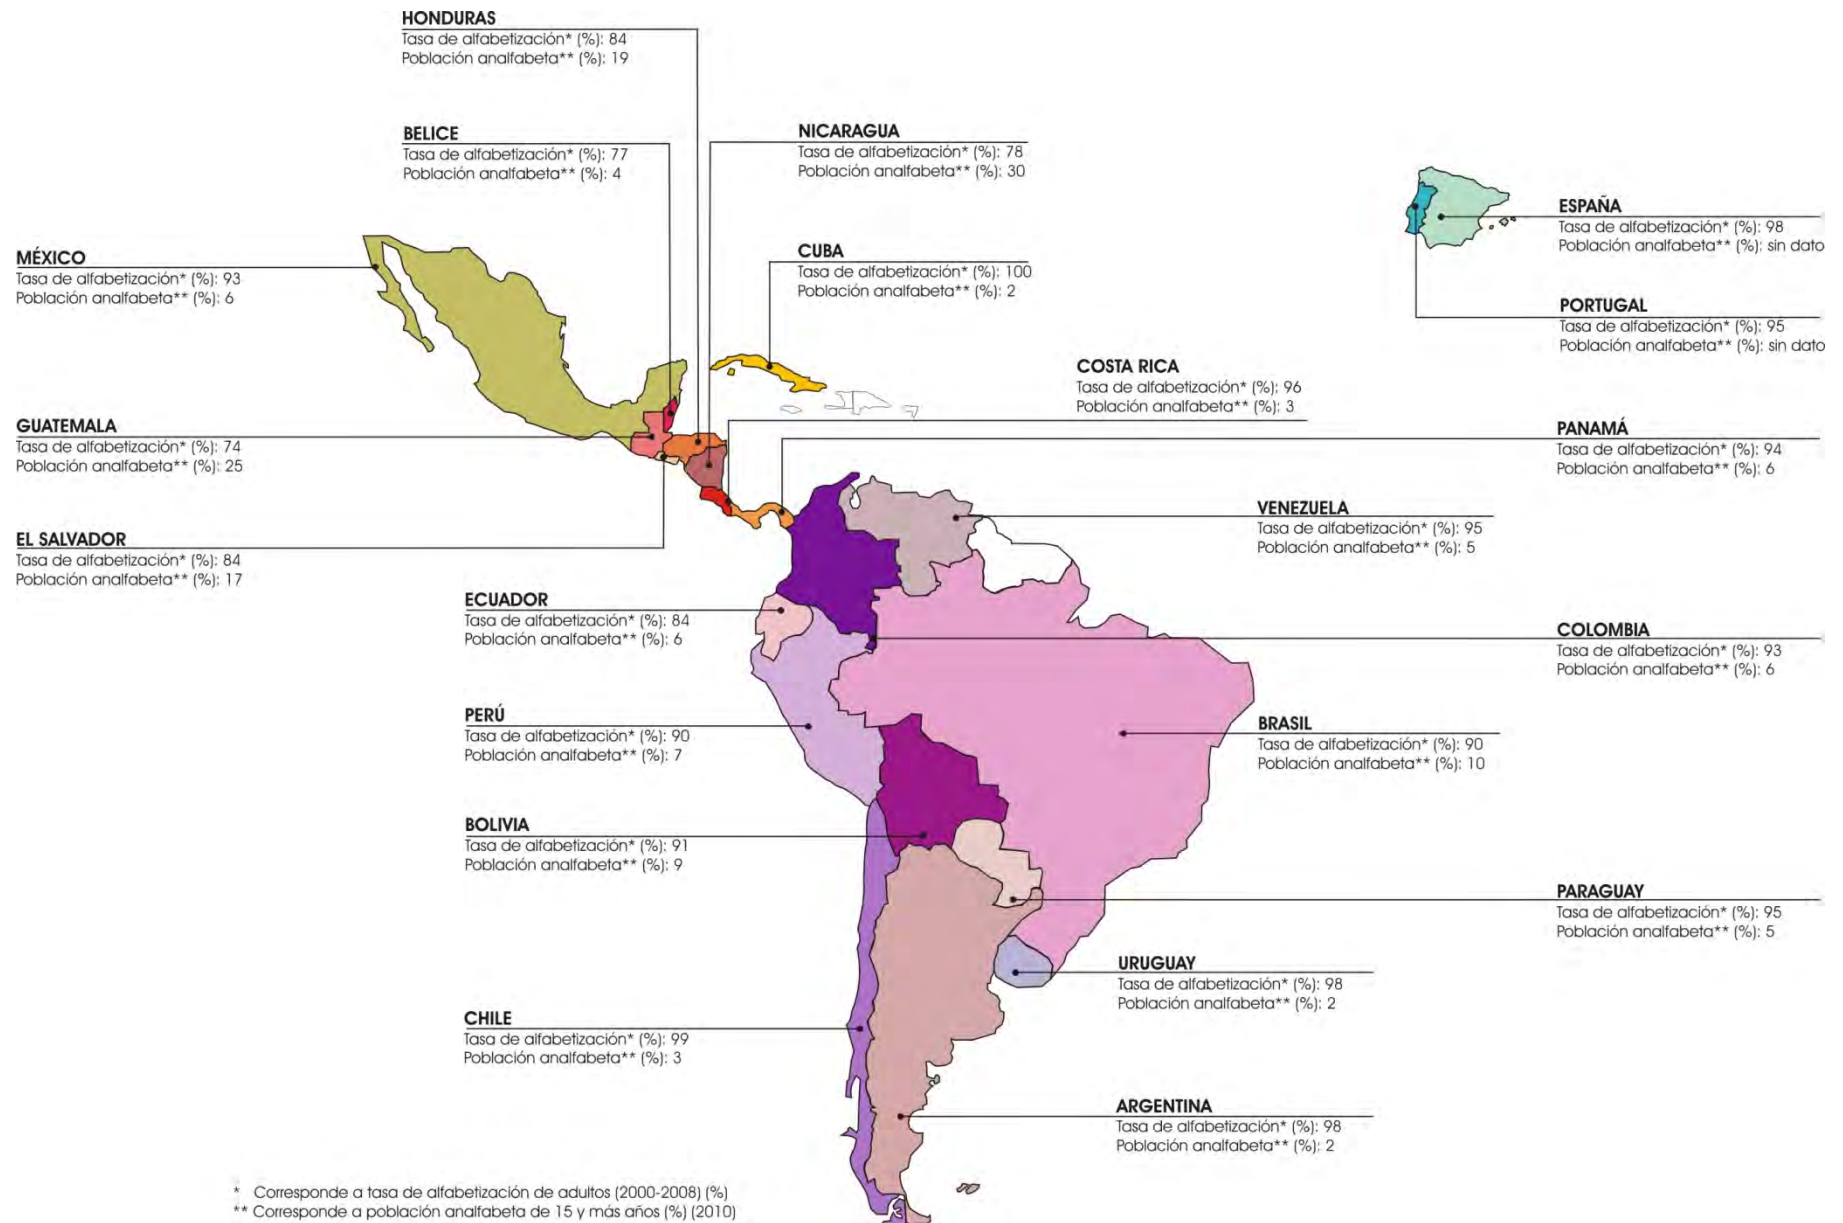 HONDURAS
Tasa de alfabetización* (%): 84
Población analfabeta** (%): 19
BELICE
Tasa de alfabetización* (%): 77
Población analfabeta** (%): 4
NICARAGUA
Tasa de alfabetización* (%): 78
Población analfabeta** (%): 30
ESPAÑA
Tasa de alfabetización* (%): 98
Población analfabeta** (%): sin dato
MÉXICO
Tasa de alfabetización* (%): 93
Población analfabeta** (%): 6
CUBA
Tasa de alfabetización* (%): 100
Población analfabeta** (%): 2
PORTUGAL
Tasa de alfabetización* (%): 95
Población analfabeta** (%): sin dato
COSTA RICA
Tasa de alfabetización* (%): 96
Población analfabeta** (%): 3
GUATEMALA
Tasa de alfabetización* (%): 74
Población analfabeta** (%): 25
PANAMÁ
Tasa de alfabetización* (%): 94
Población analfabeta** (%): 6
VENEZUELA
Tasa de alfabetización* (%): 95
Población analfabeta** (%): 5
EL SALVADOR
Tasa de alfabetización* (%): 84
Población analfabeta** (%): 17
ECUADOR
Tasa de alfabetización* (%): 84
Población analfabeta** (%): 6
COLOMBIA
Tasa de alfabetización* (%): 93
Población analfabeta** (%): 6
PERÚ
Tasa de alfabetización* (%): 90
Población analfabeta** (%): 7
BRASIL
Tasa de alfabetización* (%): 90
Población analfabeta** (%): 10
BOLIVIA
Tasa de alfabetización* (%): 91
Población analfabeta** (%): 9
PARAGUAY
Tasa de alfabetización* (%): 95
Población analfabeta** (%): 5
URUGUAY
Tasa de alfabetización* (%): 98
Población analfabeta** (%): 2
CHILE
Tasa de alfabetización* (%): 99
Población analfabeta** (%): 3
ARGENTINA
Tasa de alfabetización* (%): 98
Población analfabeta** (%): 2
* Corresponde a tasa de alfabetización de adultos (2000-2008) (%)
** Corresponde a población analfabeta de 15 y más años (%) (2010)